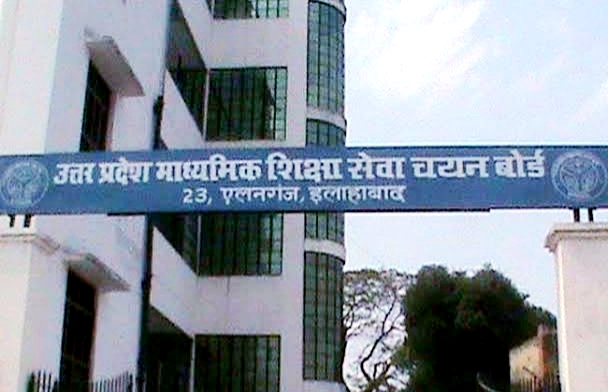 उत्तर प्रदेश माध्यमिक शिक्षा सेवा चयन बोर्ड
23, एलनगंज, इलाहाबाद